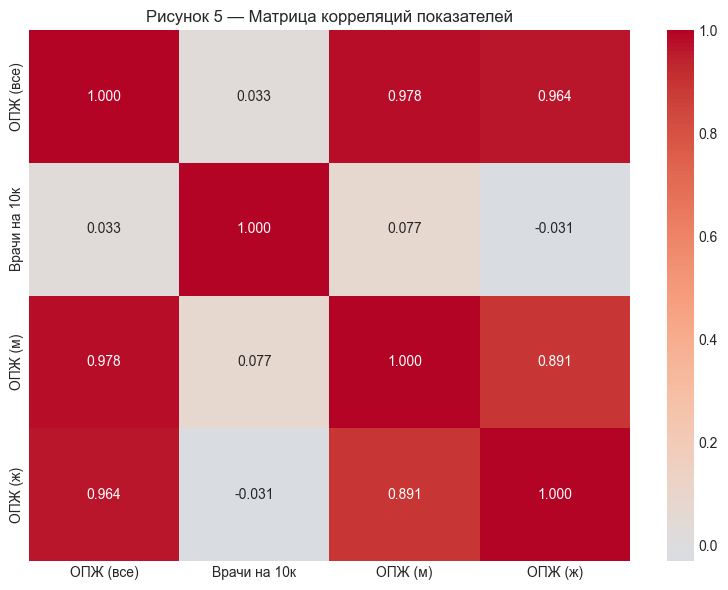 Рисунок 5 — Матрица корреляций показателей
ОПЖ (все)
1.000 0.033 0.978 0.964
Врачи на 10к
0.033 1.000 0.077 -0.031
ОПЖ (м)
0.978 0.077 1.000 0.891
ОПЖ (ж)
0.964 -0.031 0.891 1.000
ОПЖ (все) Врачи на 10к ОПЖ (м) ОПЖ (ж)
1.0
0.8
0.6
0.4
0.2
0.0